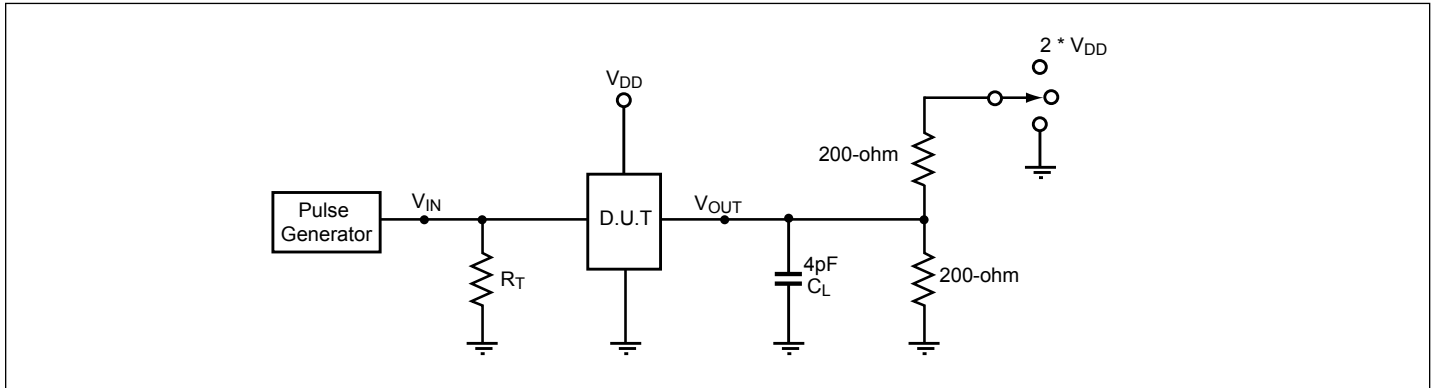 2 * VDD
VDD
200-ohm
Pulse
Generator
VIN
RT
D.U.T
VOUT
4pF
CL
200-ohm